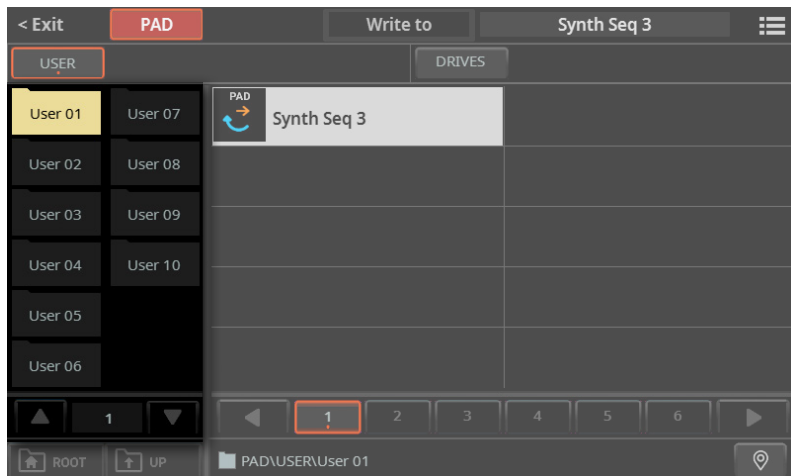 < Exit PAD Write to Synth Seq 3
USER DRIVES
User 01 User 07 PAD Synth Seq 3
User 02 User 08
User 03 User 09
User 04 User 10
User 05
User 06
1 1 2 3 4 5 6
ROOT UP PAD\USER\User 01